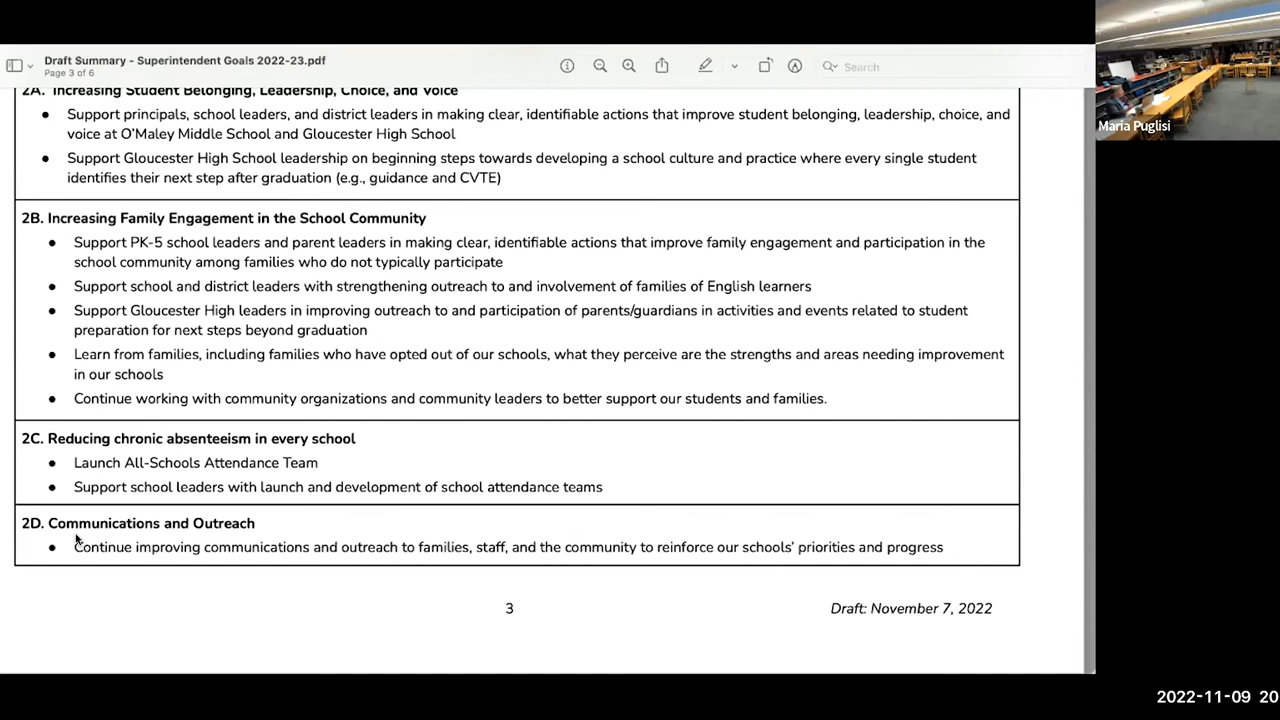 Draft Summary - Superintendent Goals 2022-23.pdf
Page 3 of 6
Search
Maria Puglisi
2A. Increasing Student Belonging, Leadership, Choice, and Voice
● Support principals, school leaders, and district leaders in making clear, identifiable actions that improve student belonging, leadership, choice, and
voice at O'Maley Middle School and Gloucester High School
● Support Gloucester High School leadership on beginning steps towards developing a school culture and practice where every single student
identifies their next step after graduation (e.g., guidance and CVTE)
2B. Increasing Family Engagement in the School Community
● Support PK-5 school leaders and parent leaders in making clear, identifiable actions that improve family engagement and participation in the
school community among families who do not typically participate
● Support school and district leaders with strengthening outreach to and involvement of families of English learners
● Support Gloucester High leaders in improving outreach to and participation of parents/guardians in activities and events related to student
preparation for next steps beyond graduation
● Learn from families, including families who have opted out of our schools, what they perceive are the strengths and areas needing improvement
in our schools
● Continue working with community organizations and community leaders to better support our students and families.
2C. Reducing chronic absenteeism in every school
● Launch All-Schools Attendance Team
● Support school leaders with launch and development of school attendance teams
2D. Communications and Outreach
● Continue improving communications and outreach to families, staff, and the community to reinforce our schools' priorities and progress
3
Draft: November 7, 2022
2022-11-09 20